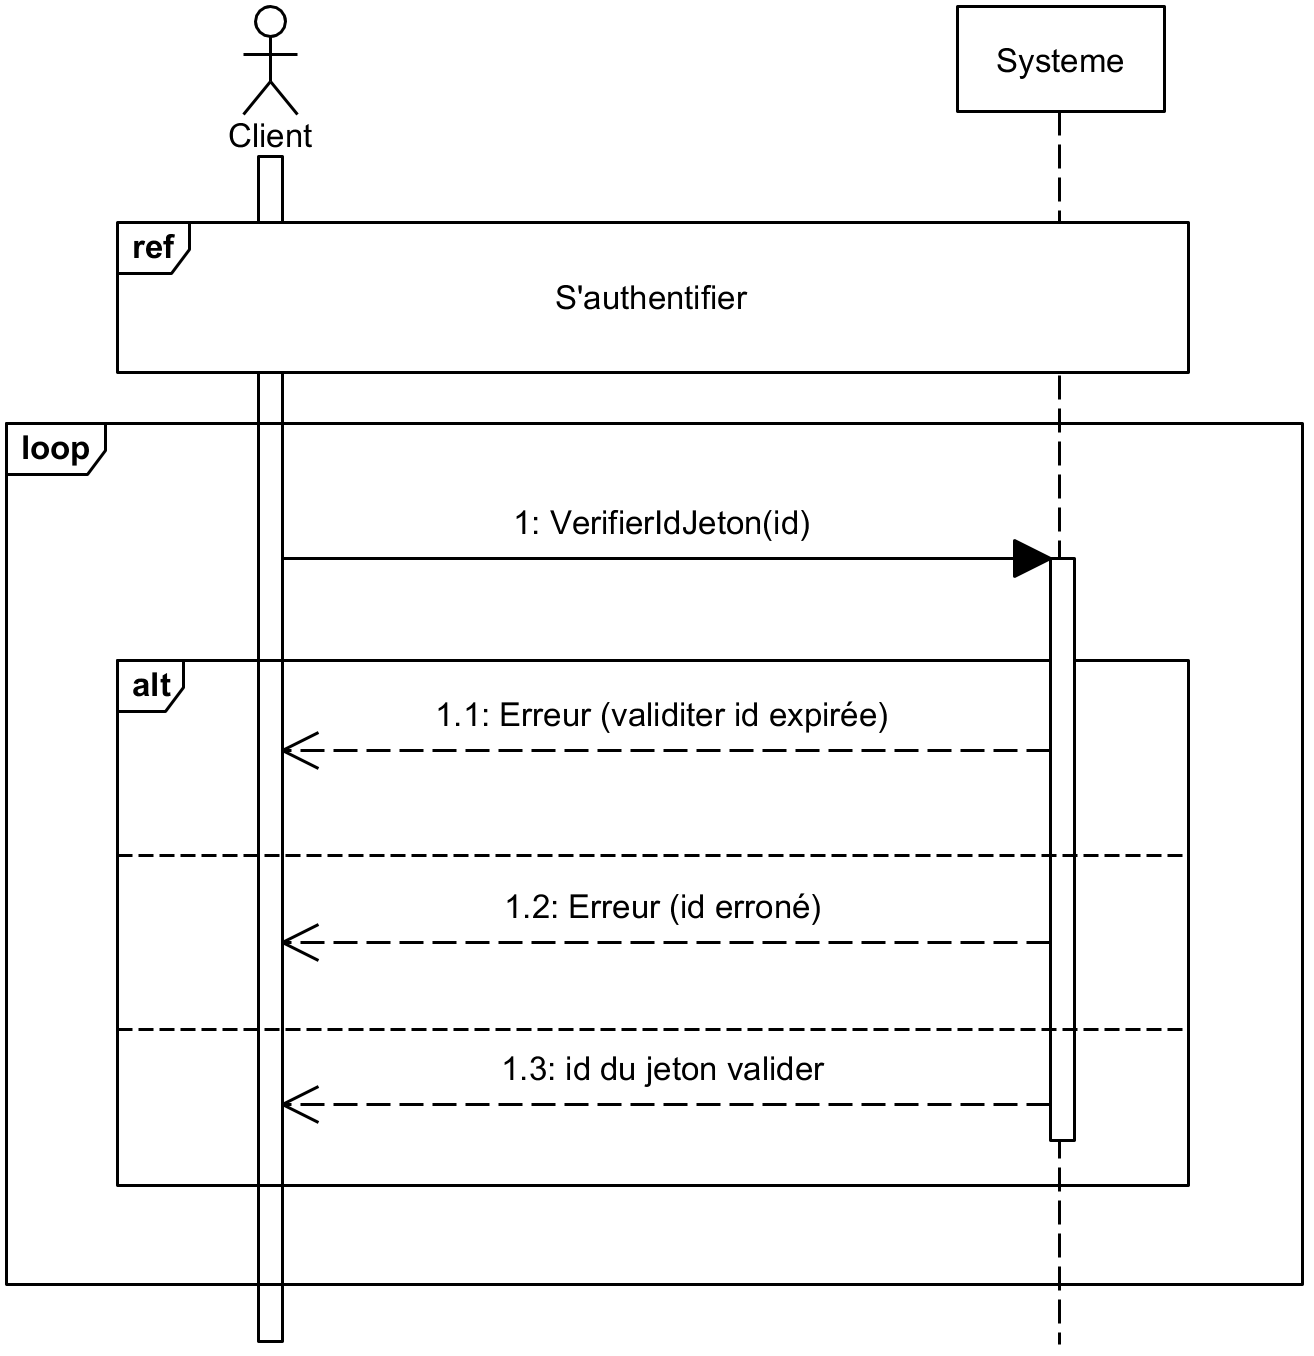 Client
Systeme
ref
S'authentifier
loop
1: VerifierIdJeton(id)
alt
1.1: Erreur (validiter id expirée)
1.2: Erreur (id erroné)
1.3: id du jeton valider